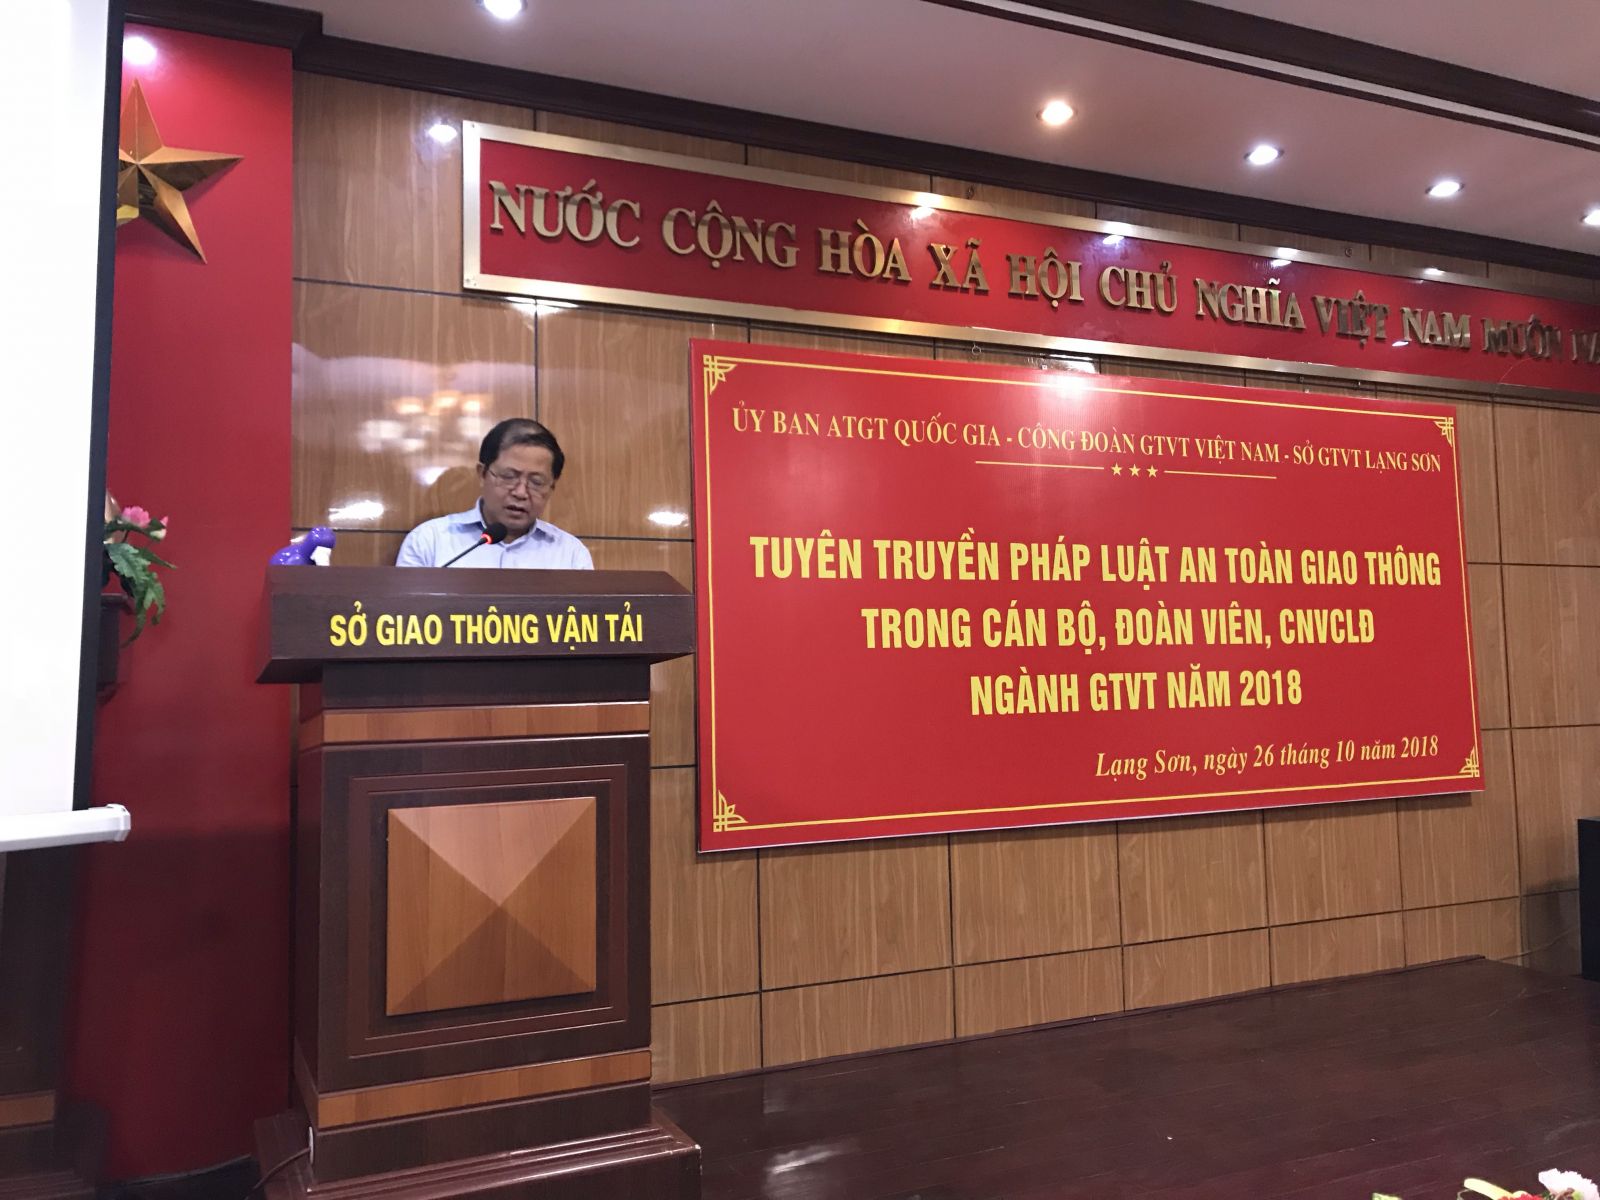 NƯỚC CỘNG HÒA XÃ HỘI CHỦ NGHĨA VIỆT NAM MUÔN
ỦY BAN ATGT QUỐC GIA - CÔNG ĐOÀN GTVT VIỆT NAM - SỞ GTVT LẠNG SƠN
TUYÊN TRUYỀN PHÁP LUẬT AN TOÀN GIAO THÔNG
TRONG CÁN BỘ, ĐOÀN VIÊN, CNVCLĐ
NGÀNH GTVT NĂM 2018
Lạng Sơn, ngày 26 tháng 10 năm 2018
SỞ GIAO THÔNG VẬN TẢI